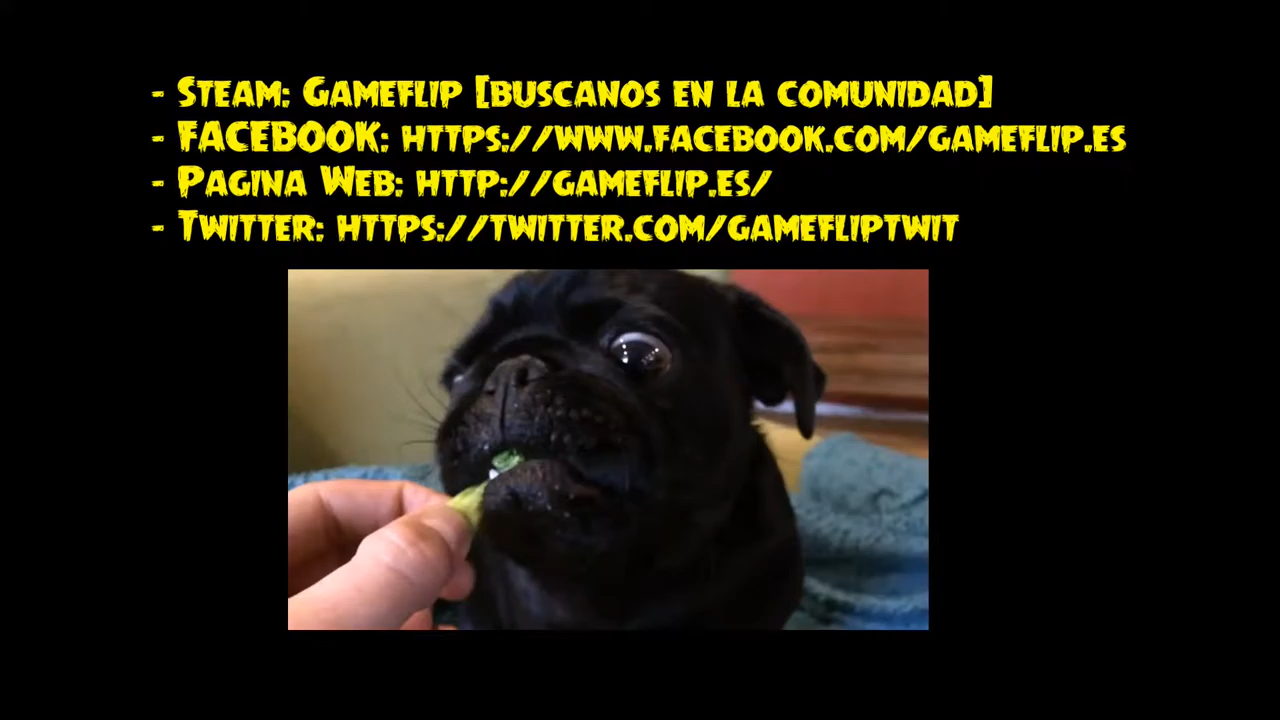 - Steam: Gameflip [buscanos en la comunidad]
- FACEBOOK: https://www.facebook.com/gameflip.es
- Pagina Web: http://gameflip.es/
- Twitter: https://twitter.com/gamefliptwit